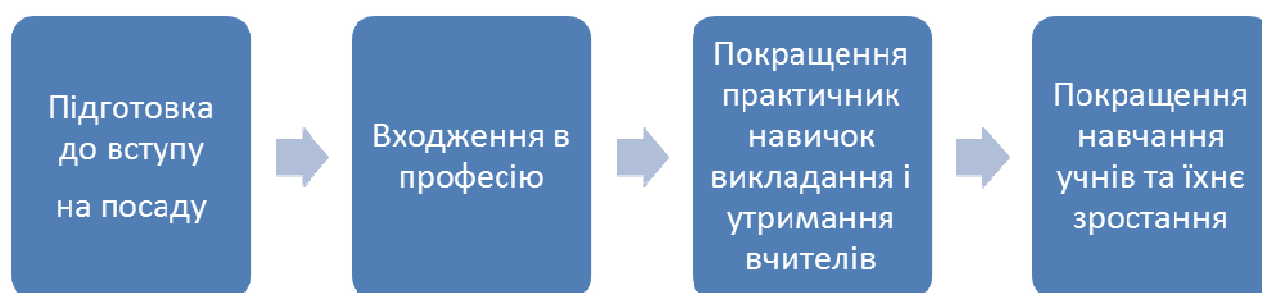 Підготовка
до вступу
на посаду
Входження в
професію
Покращення
практичник
навичок
викладання і
утримання
вчителів
Покращення
навчання
учнів та їхнє
зростання